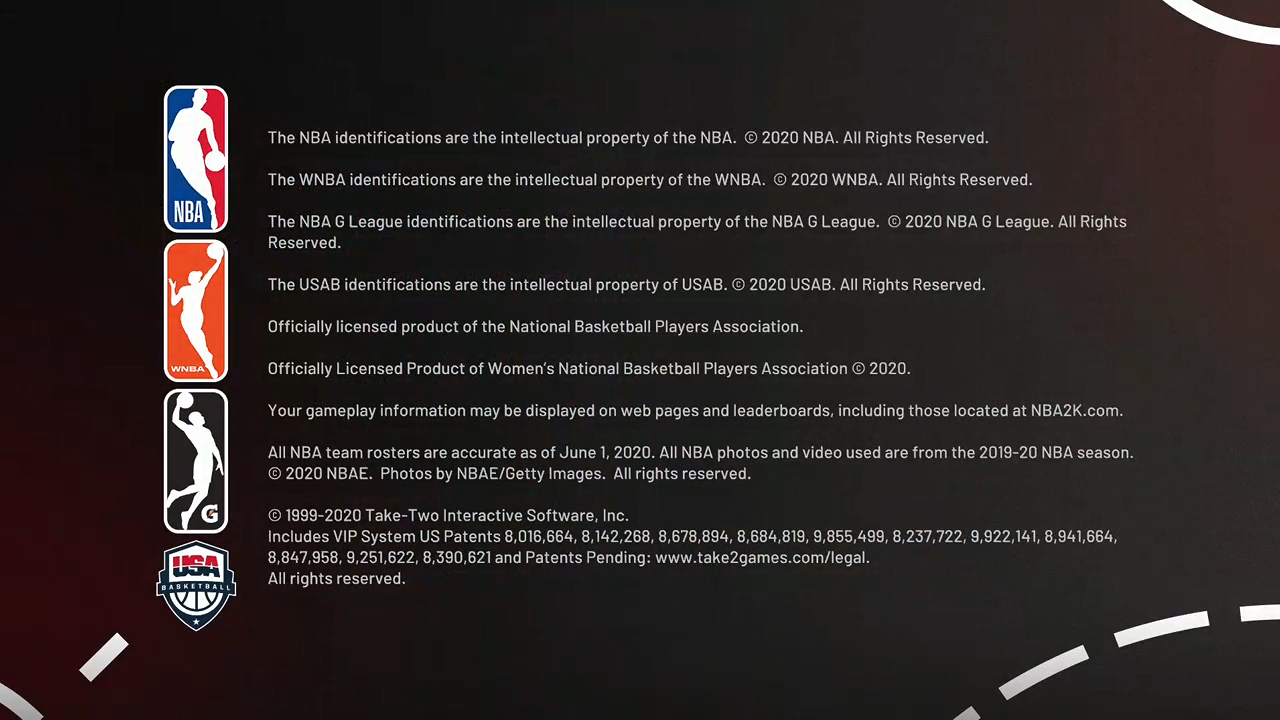 The NBA identifications are the intellectual property of the NBA.  © 2020 NBA. All Rights Reserved.
The WNBA identifications are the intellectual property of the WNBA.  © 2020 WNBA. All Rights Reserved.
The NBA G League identifications are the intellectual property of the NBA G League.  © 2020 NBA G League. All Rights
Reserved.
The USAB identifications are the intellectual property of USAB. © 2020 USAB. All Rights Reserved.
Officially licensed product of the National Basketball Players Association.
Officially Licensed Product of Women's National Basketball Players Association © 2020.
Your gameplay information may be displayed on web pages and leaderboards, including those located at NBA2K.com.
All NBA team rosters are accurate as of June 1, 2020. All NBA photos and video used are from the 2019-20 NBA season.
© 2020 NBAE.  Photos by NBAE/Getty Images.  All rights reserved.
© 1999-2020 Take-Two Interactive Software, Inc.
Includes VIP System US Patents 8,016,664, 8,142,268, 8,678,894, 8,684,819, 9,855,499, 8,237,722, 9,922,141, 8,941,664,
8,847,958, 9,251,622, 8,390,621 and Patents Pending: www.take2games.com/legal.
All rights reserved.
NBA
WNBA
G
USA
BASKETBALL